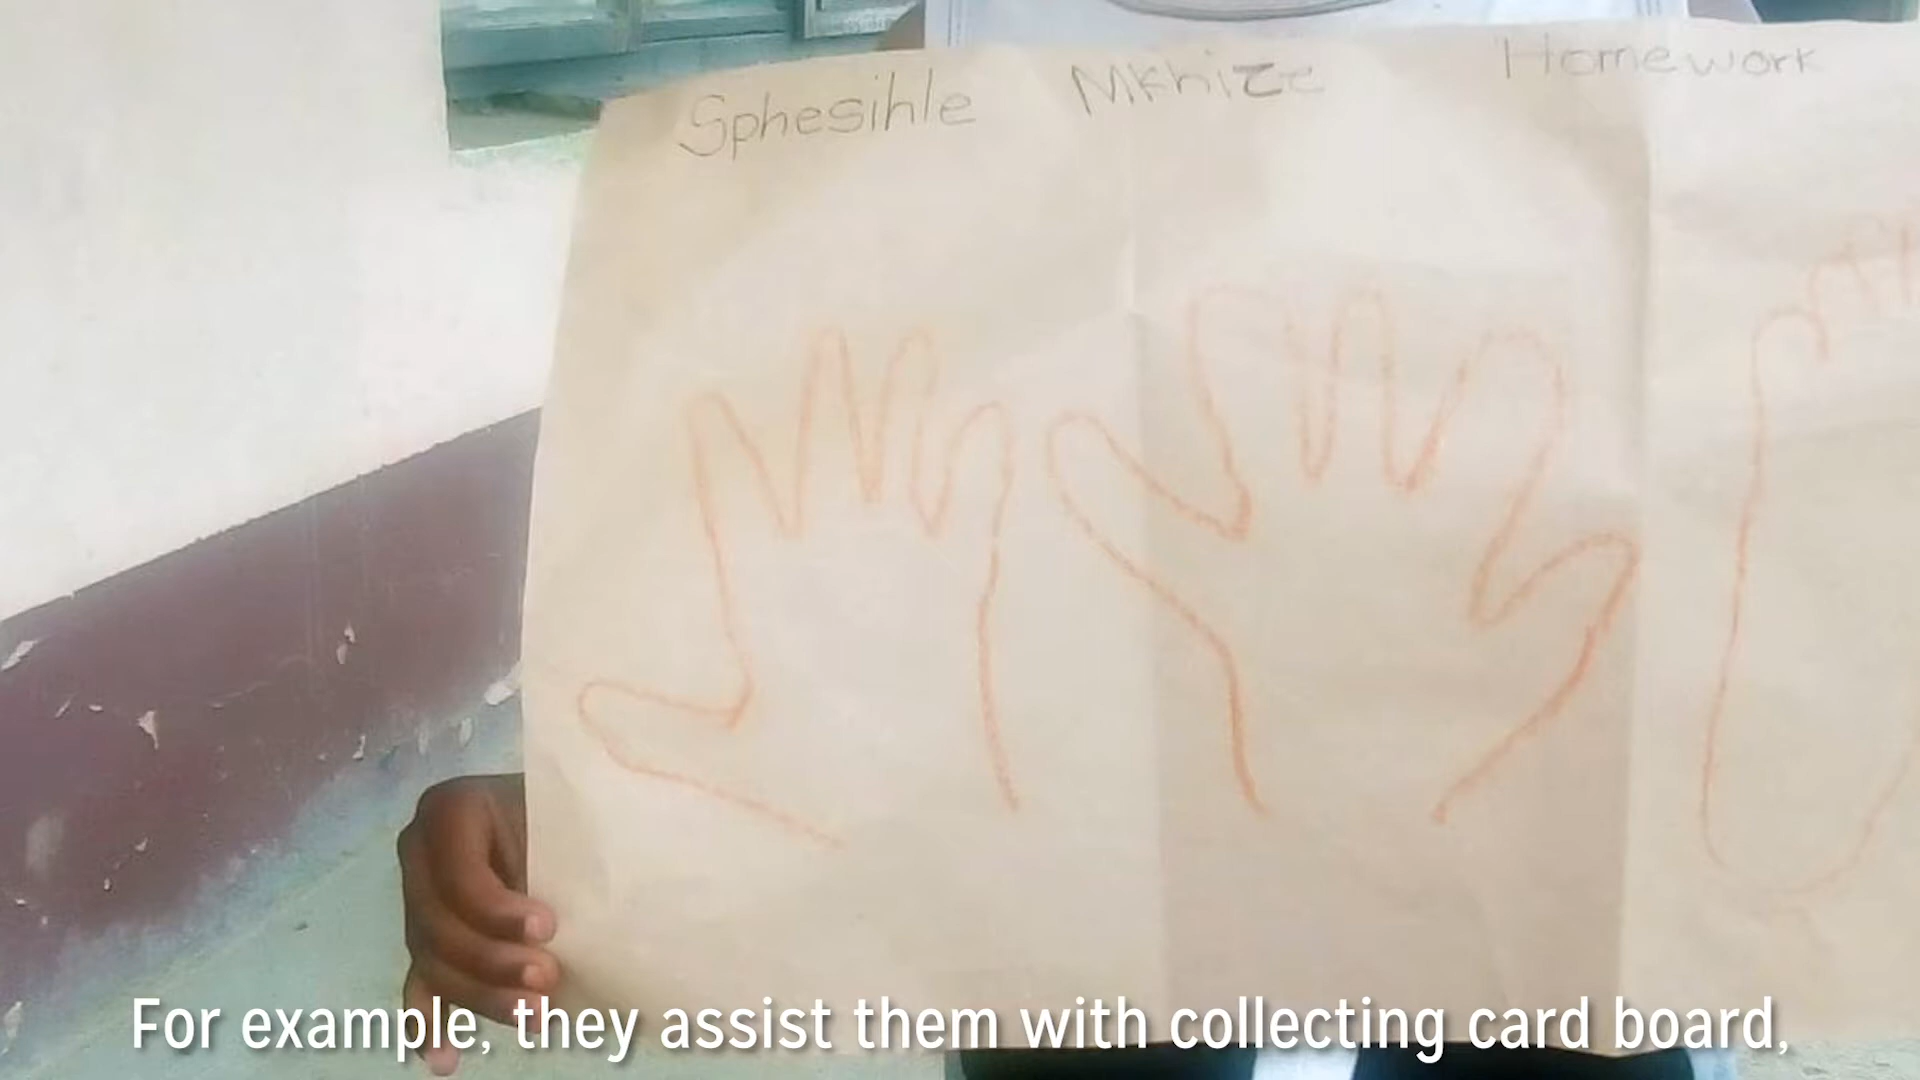 Sphesihle Mkhize Homework
For example, they assist them with collecting card board,